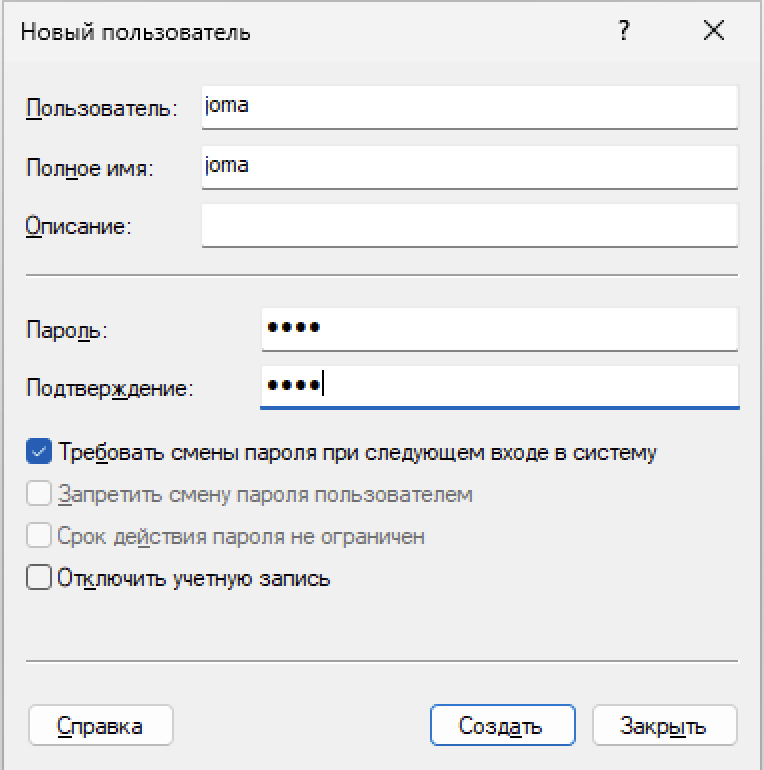 Новый пользователь ?
Пользователь: joma
Полное имя: joma
Описание:
Пароль: ••••
Подтверждение: ••••
Требовать смены пароля при следующем входе в систему
Запретить смену пароля пользователем
Срок действия пароля не ограничен
Отключить учетную запись
Справка Создать Закрыть